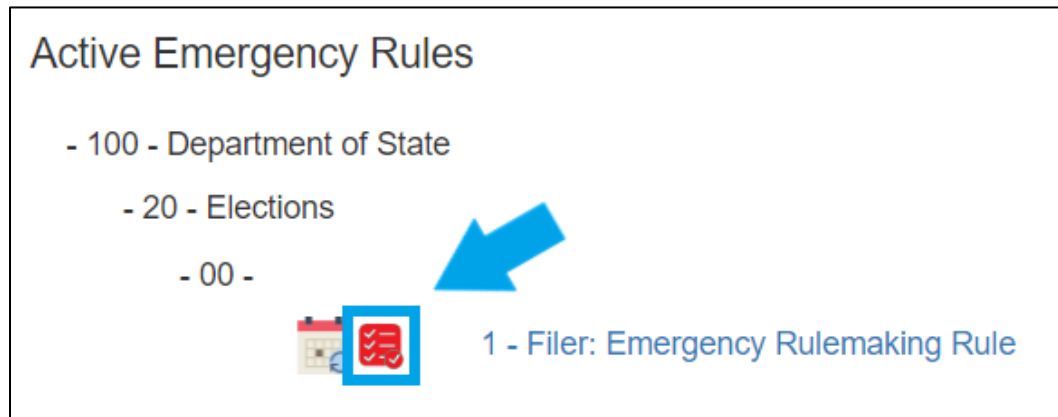 Active Emergency Rules
- 100 - Department of State
- 20 - Elections
- 00 -
1 - Filer: Emergency Rulemaking Rule